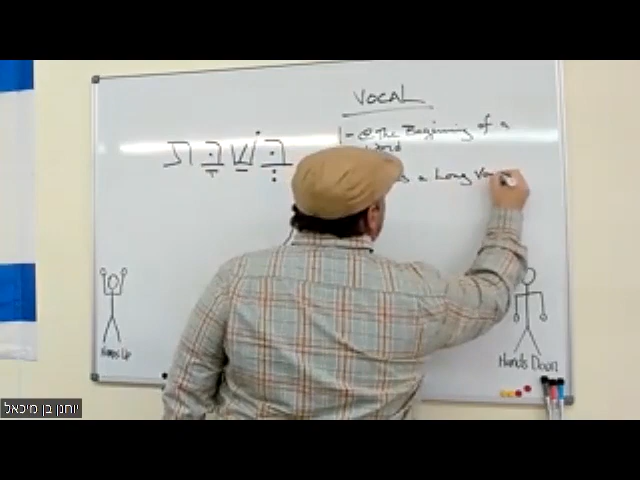 VOCAL
1- @ The Beginning of a
word
a Long
בְּשַׁבָּת
Hands Up
Hands Down
יוחנן בן מיכאל